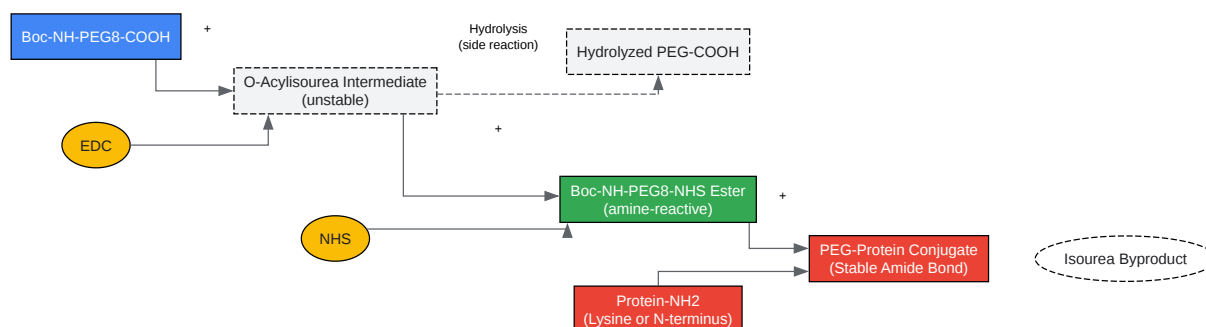 Boc-NH-PEG8-COOH
+
Hydrolysis
(side reaction)
Hydrolyzed PEG-COOH
O-Acylisourea Intermediate
(unstable)
+
EDC
Boc-NH-PEG8-NHS Ester
(amine-reactive)
+
NHS
PEG-Protein Conjugate
(Stable Amide Bond)
Isourea Byproduct
Protein-NH2
(Lysine or N-terminus)